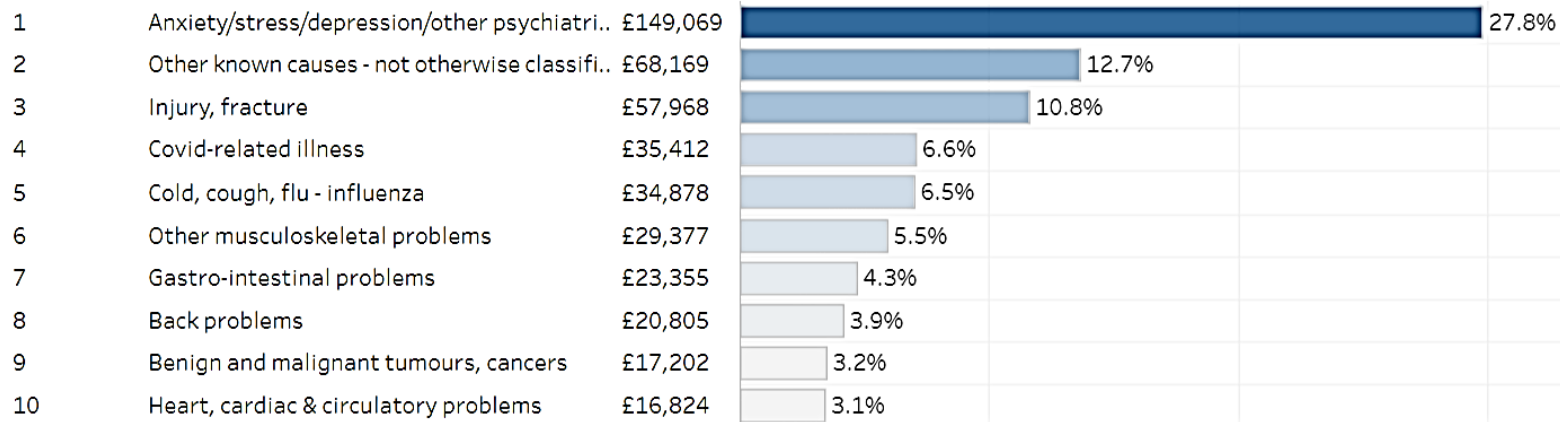 1 Anxiety/stress/depression/other psychiatri.. £149,069 27.8%
2 Other known causes - not otherwise classifi.. £68,169 12.7%
3 Injury, fracture £57,968 10.8%
4 Covid-related illness £35,412 6.6%
5 Cold, cough, flu - influenza £34,878 6.5%
6 Other musculoskeletal problems £29,377 5.5%
7 Gastro-intestinal problems £23,355 4.3%
8 Back problems £20,805 3.9%
9 Benign and malignant tumours, cancers £17,202 3.2%
10 Heart, cardiac & circulatory problems £16,824 3.1%